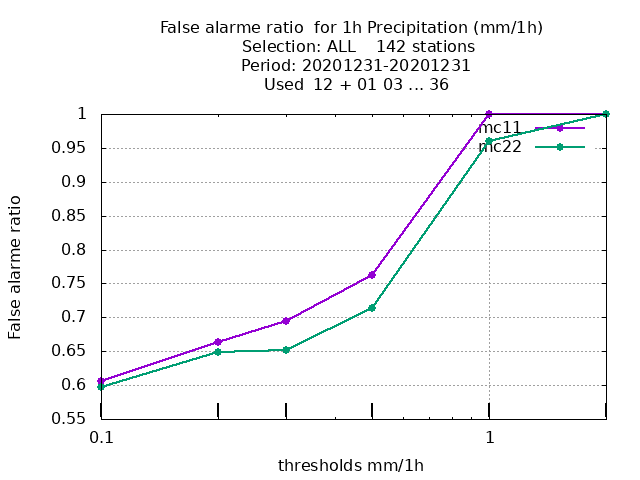 False alarme ratio  for 1h Precipitation (mm/1h)
Selection: ALL    142 stations
Period: 20201231-20201231
Used  12 + 01 03 ... 36
1
0.95
0.9
0.85
0.8
0.75
0.7
0.65
0.6
0.55
False alarme ratio
mc11
mc22
0.1
1
thresholds mm/1h